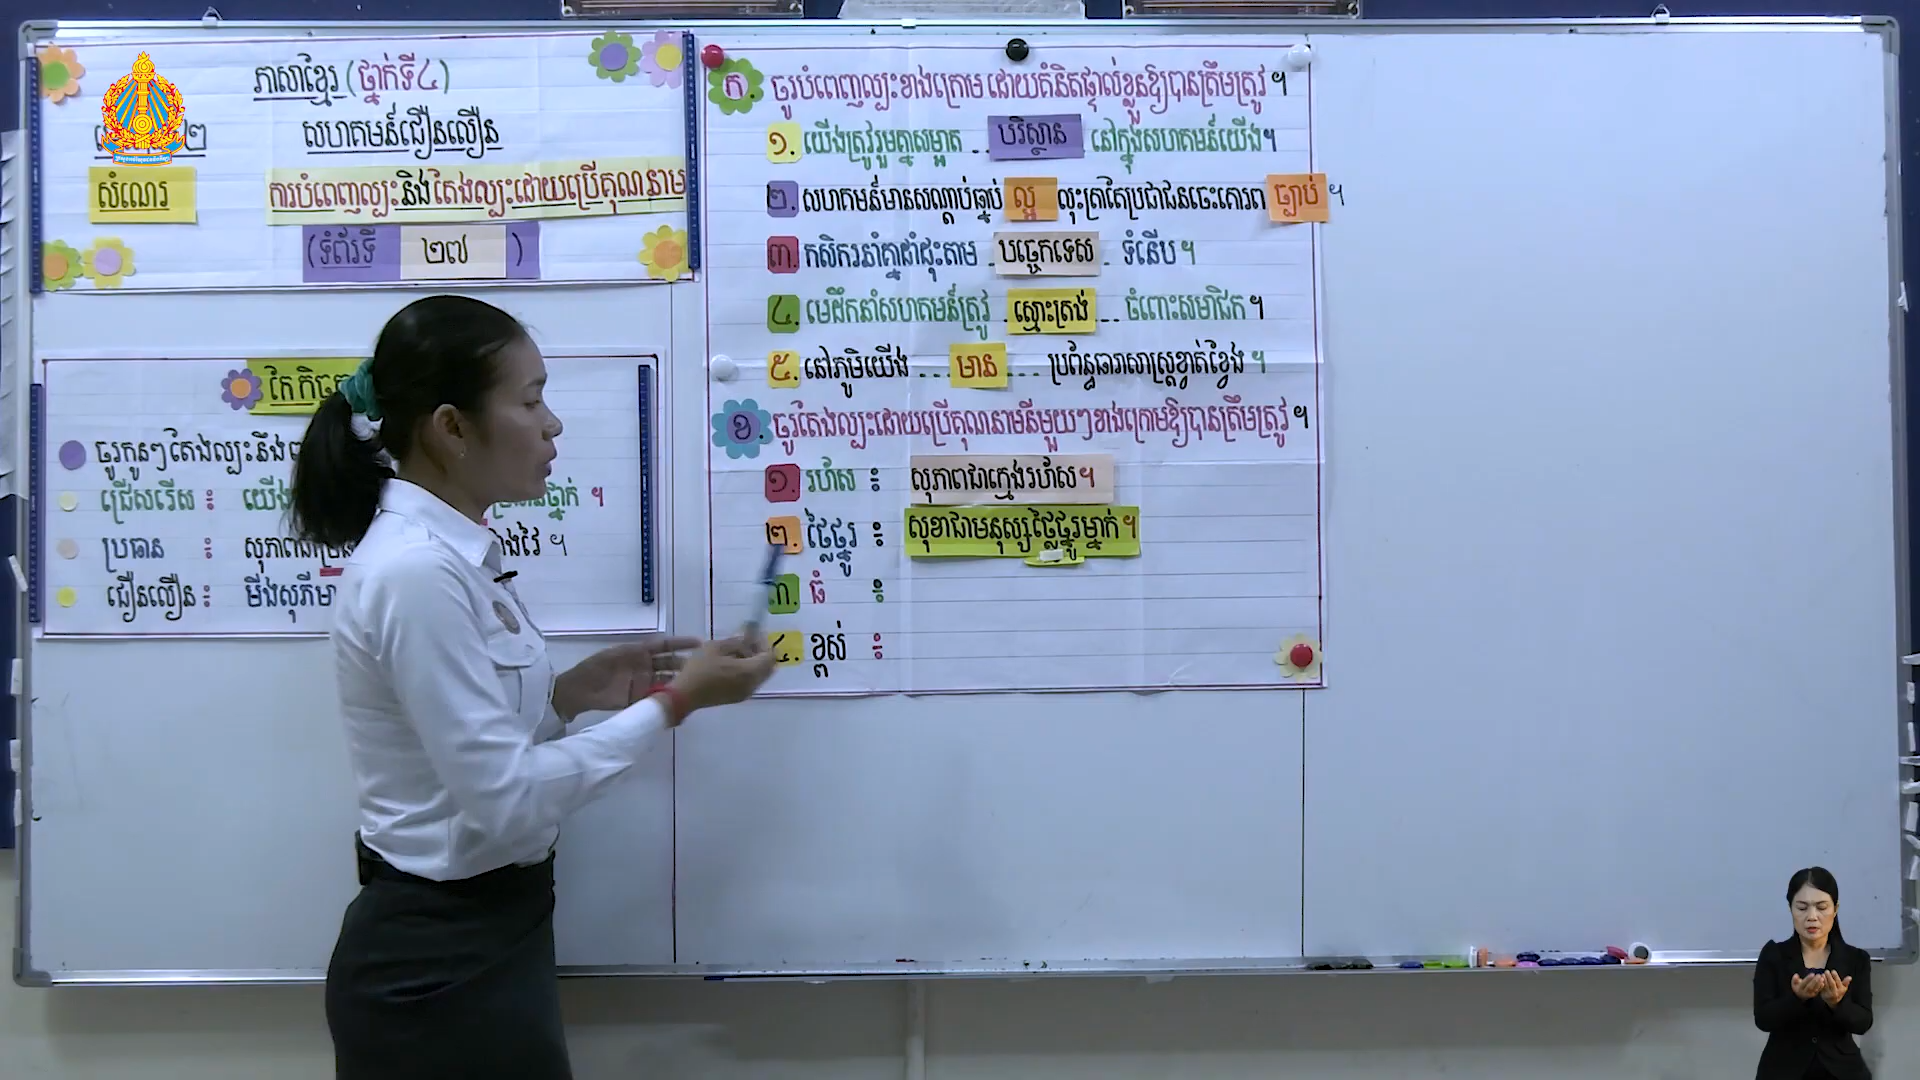 ភាសាខ្មែរ (ថ្នាក់ទី៤)
២ សហគមន៍ជឿនលឿន
សំណេរ ការបំពេញល្បះនិងតែងល្បះដោយប្រើគុណនាម
(ទំព័រទី ២៧ )
ចូរកូនៗតែងល្បះនឹង
ជ្រើសរើស ៖ យើង ថ្នាក់ ។
ប្រធាន ៖ សុភាពជាប្រធាន វៃ ។
ជឿនលឿន ៖ មីងសុភីមា
ក. ចូរបំពេញល្បះខាងក្រោម ដោយគំនិតផ្ទាល់ខ្លួនឱ្យបានត្រឹមត្រូវ ។
១. យើងត្រូវរួមគ្នាសម្អាត .. បរិស្ថាន . នៅក្នុងសហគមន៍យើង។
២. សហគមន៍មានសណ្តាប់ធ្នាប់ ល្អ លុះត្រាតែប្រជាជនចេះគោរព ច្បាប់ ។
៣. កសិករនាំគ្នាដាំដុះតាម . បច្ចេកទេស . ទំនើប។
៤. មេដឹកនាំសហគមន៍ត្រូវ . ស្មោះត្រង់ ... ចំពោះសមាជិក។
៥. នៅភូមិយើង ... មាន ... ប្រព័ន្ធធារាសាស្ត្រខ្វាត់ខ្វែង ។
ខ. ចូរតែងល្បះដោយប្រើគុណនាមនីមួយៗខាងក្រោមឱ្យបានត្រឹមត្រូវ ។
១. រហ័ស ៖ សុភាពជាក្មេងរហ័ស។
២. ថ្លៃថ្នូរ ៖ សុខាជាមនុស្សថ្លៃថ្នូរម្នាក់ ។
៣. ធំ ៖
៤. ខ្ពស់ ៖